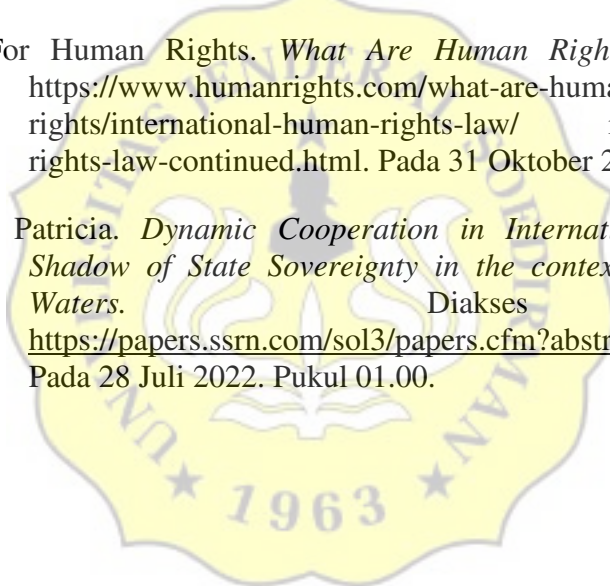 For Human Rights. What Are Human Righ
https://www.humanrights.com/what-are-huma
rights/international-human-rights-law/
rights-law-continued.html. Pada 31 Oktober 2
Patricia. Dynamic Cooperation in Internat
Shadow of State Sovereignty in the contex
Waters. Diakses
https://papers.ssrn.com/sol3/papers.cfm?abstr
Pada 28 Juli 2022. Pukul 01.00.
UNIVERSITAS JENDERAL SOEDIRMAN
1963